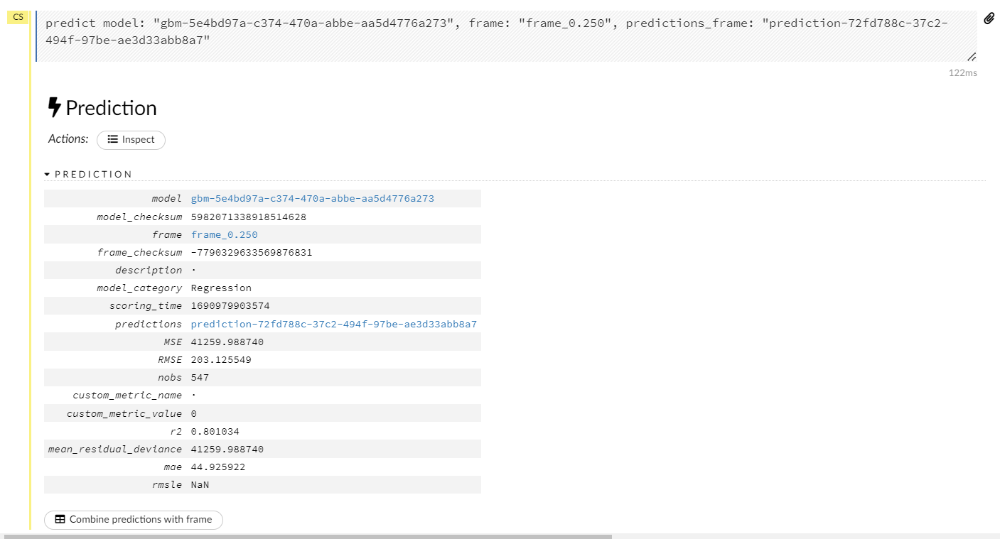 CS
predict model: "gbm-5e4bd97a-c374-470a-abbe-aa5d4776a273", frame: "frame_0.250", predictions_frame: "prediction-72fd788c-37c2-
494f-97be-ae3d33abb8a7"
122ms
Prediction
Actions: Inspect
PREDICTION
model gbm-5e4bd97a-c374-470a-abbe-aa5d4776a273
model_checksum 5982071338918514628
frame frame_0.250
frame_checksum -7790329633569876831
description ·
model_category Regression
scoring_time 1690979903574
predictions prediction-72fd788c-37c2-494f-97be-ae3d33abb8a7
MSE 41259.988740
RMSE 203.125549
nobs 547
custom_metric_name ·
custom_metric_value 0
r2 0.801034
mean_residual_deviance 41259.988740
mae 44.925922
rmsle NaN
Combine predictions with frame